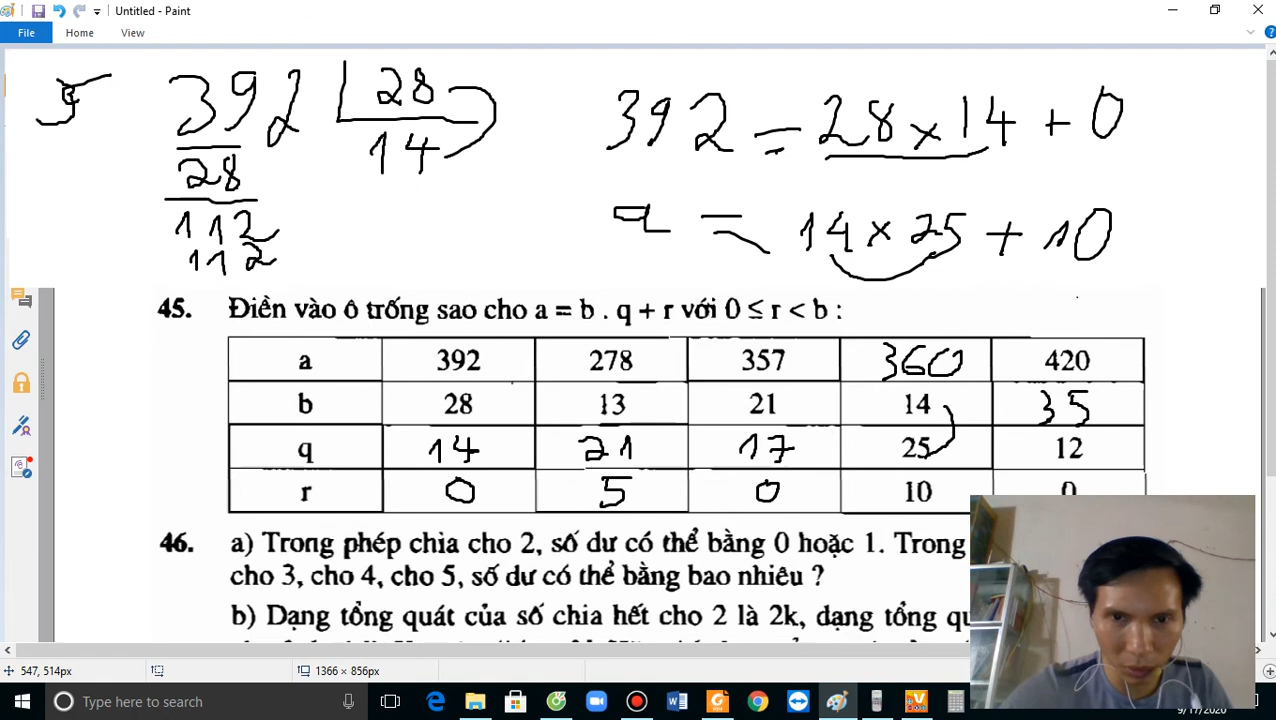 Untitled - Paint
File Home View
392 28
14
28
112
112
392 = 28 × 14 + 0
a = 14 × 25 + 10
45. Điền vào ô trống sao cho a = b . q + r với 0 ≤ r < b :
a 392 278 357 360 420
b 28 13 21 14 35
q 14 21 17 25 12
r 0 5 0 10 0
46. a) Trong phép chia cho 2, số dư có thể bằng 0 hoặc 1. Trong
cho 3, cho 4, cho 5, số dư có thể bằng bao nhiêu ?
b) Dạng tổng quát của số chia hết cho 2 là 2k, dạng tổng
547, 514px 1366 × 856px
Type here to search
9/17/2020